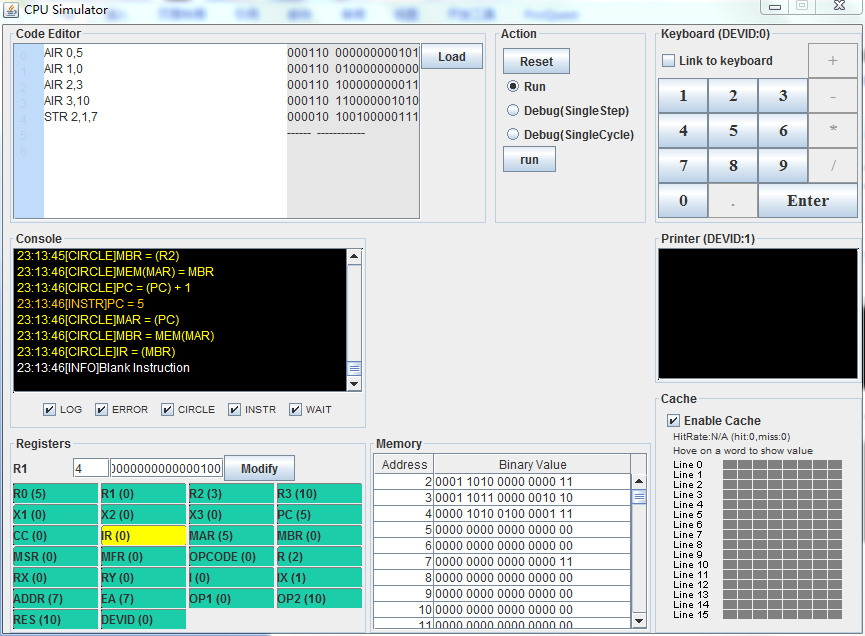 CPU Simulator
Code Editor
0 AIR 0,5 000110 000000000101
1 AIR 1,0 000110 010000000000
2 AIR 2,3 000110 100000000011
3 AIR 3,10 000110 110000001010
4 STR 2,1,7 000010 100100000111
5 ------ ------------
6
Load
Action
Reset
Run
Debug(SingleStep)
Debug(SingleCycle)
run
Keyboard (DEVID:0)
Link to keyboard +
1 2 3 -
4 5 6 *
7 8 9 /
0 . Enter
Console
23:13:45[CIRCLE]MBR = (R2)
23:13:46[CIRCLE]MEM(MAR) = MBR
23:13:46[CIRCLE]PC = (PC) + 1
23:13:46[INSTR]PC = 5
23:13:46[CIRCLE]MAR = (PC)
23:13:46[CIRCLE]MBR = MEM(MAR)
23:13:46[CIRCLE]IR = (MBR)
23:13:46[INFO]Blank Instruction
LOG ERROR CIRCLE INSTR WAIT
Printer (DEVID:1)
Registers
R1 4 0000000000000100 Modify
R0 (5) R1 (0) R2 (3) R3 (10)
X1 (0) X2 (0) X3 (0) PC (5)
CC (0) IR (0) MAR (5) MBR (0)
MSR (0) MFR (0) OPCODE (0) R (2)
RX (0) RY (0) I (0) IX (1)
ADDR (7) EA (7) OP1 (0) OP2 (10)
RES (10) DEVID (0)
Memory
Address Binary Value
2 0001 1010 0000 0000 11
3 0001 1011 0000 0010 10
4 0000 1010 0100 0001 11
5 0000 0000 0000 0000 00
6 0000 0000 0000 0000 00
7 0000 0000 0000 0000 11
8 0000 0000 0000 0000 00
9 0000 0000 0000 0000 00
10 0000 0000 0000 0000 00
11 0000 0000 0000 0000 00
Cache
Enable Cache
HitRate:N/A (hit:0,miss:0)
Hove on a word to show value
Line 0
Line 1
Line 2
Line 3
Line 4
Line 5
Line 6
Line 7
Line 8
Line 9
Line 10
Line 11
Line 12
Line 13
Line 14
Line 15